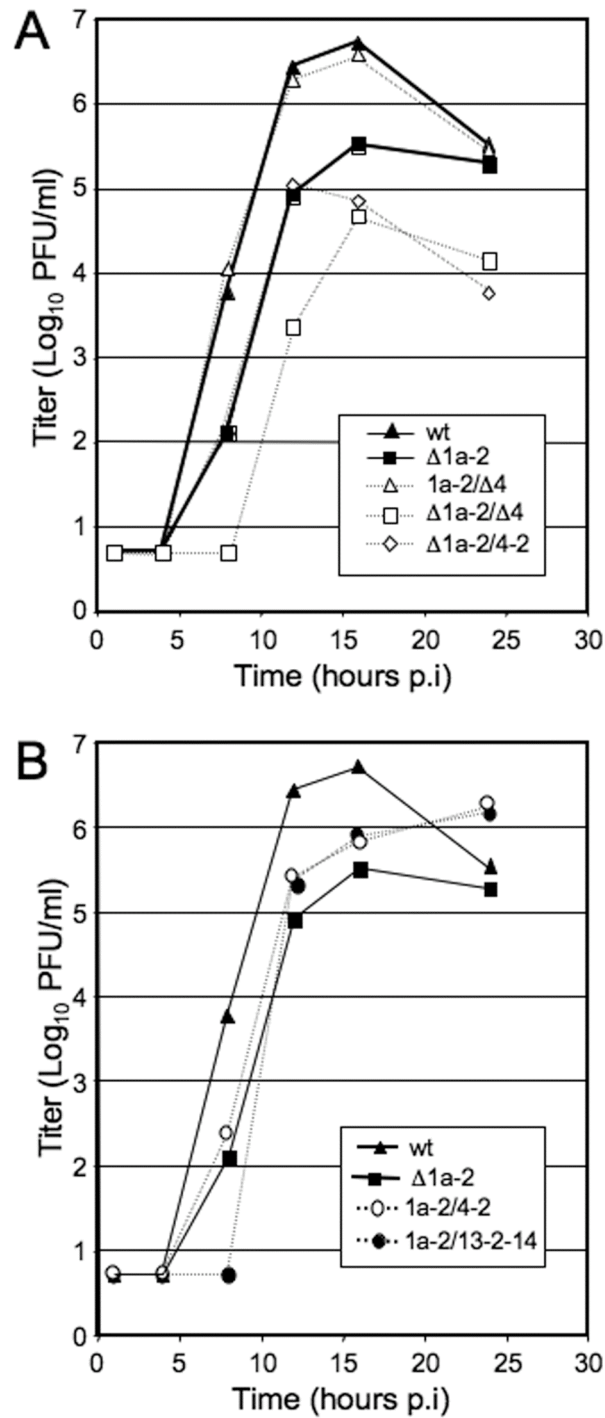 A
7
6
5
4
3
2
1
0
Titer (Log10 PFU/ml)
wt
Δ1a-2
1a-2/Δ4
Δ1a-2/Δ4
Δ1a-2/4-2
0 5 10 15 20 25 30
Time (hours p.i)
B
7
6
5
4
3
2
1
0
Titer (Log10 PFU/ml)
wt
Δ1a-2
1a-2/4-2
1a-2/13-2-14
0 5 10 15 20 25 30
Time (hours p.i)